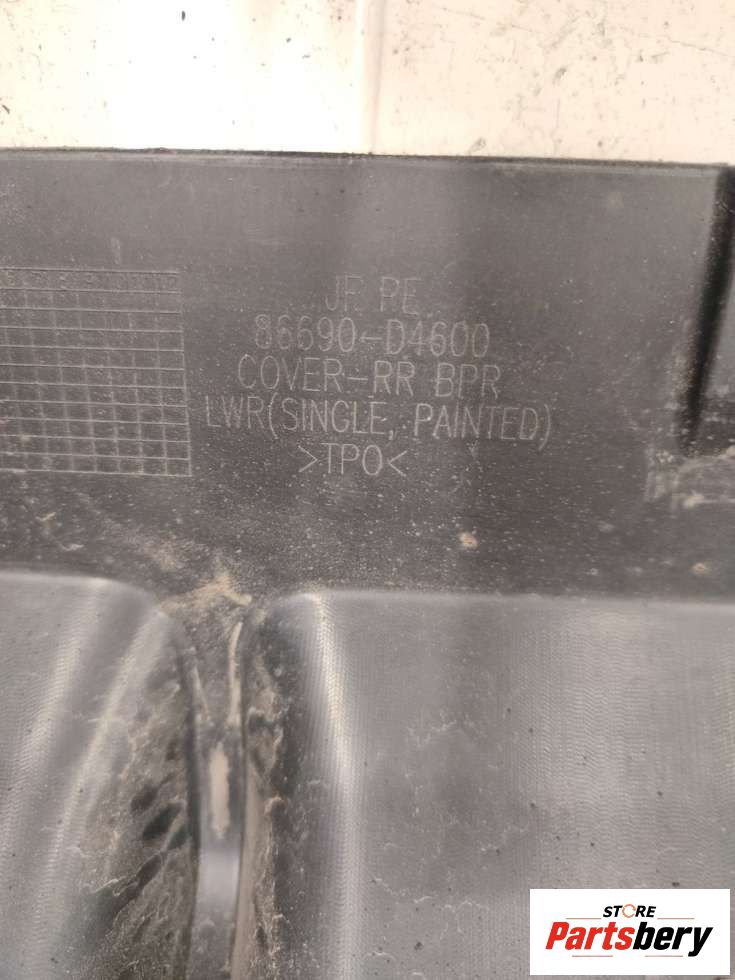 JF PE
86690-D4600
COVER-RR BPR
LWR(SINGLE, PAINTED)
>TPO<
STORE
Partsbery